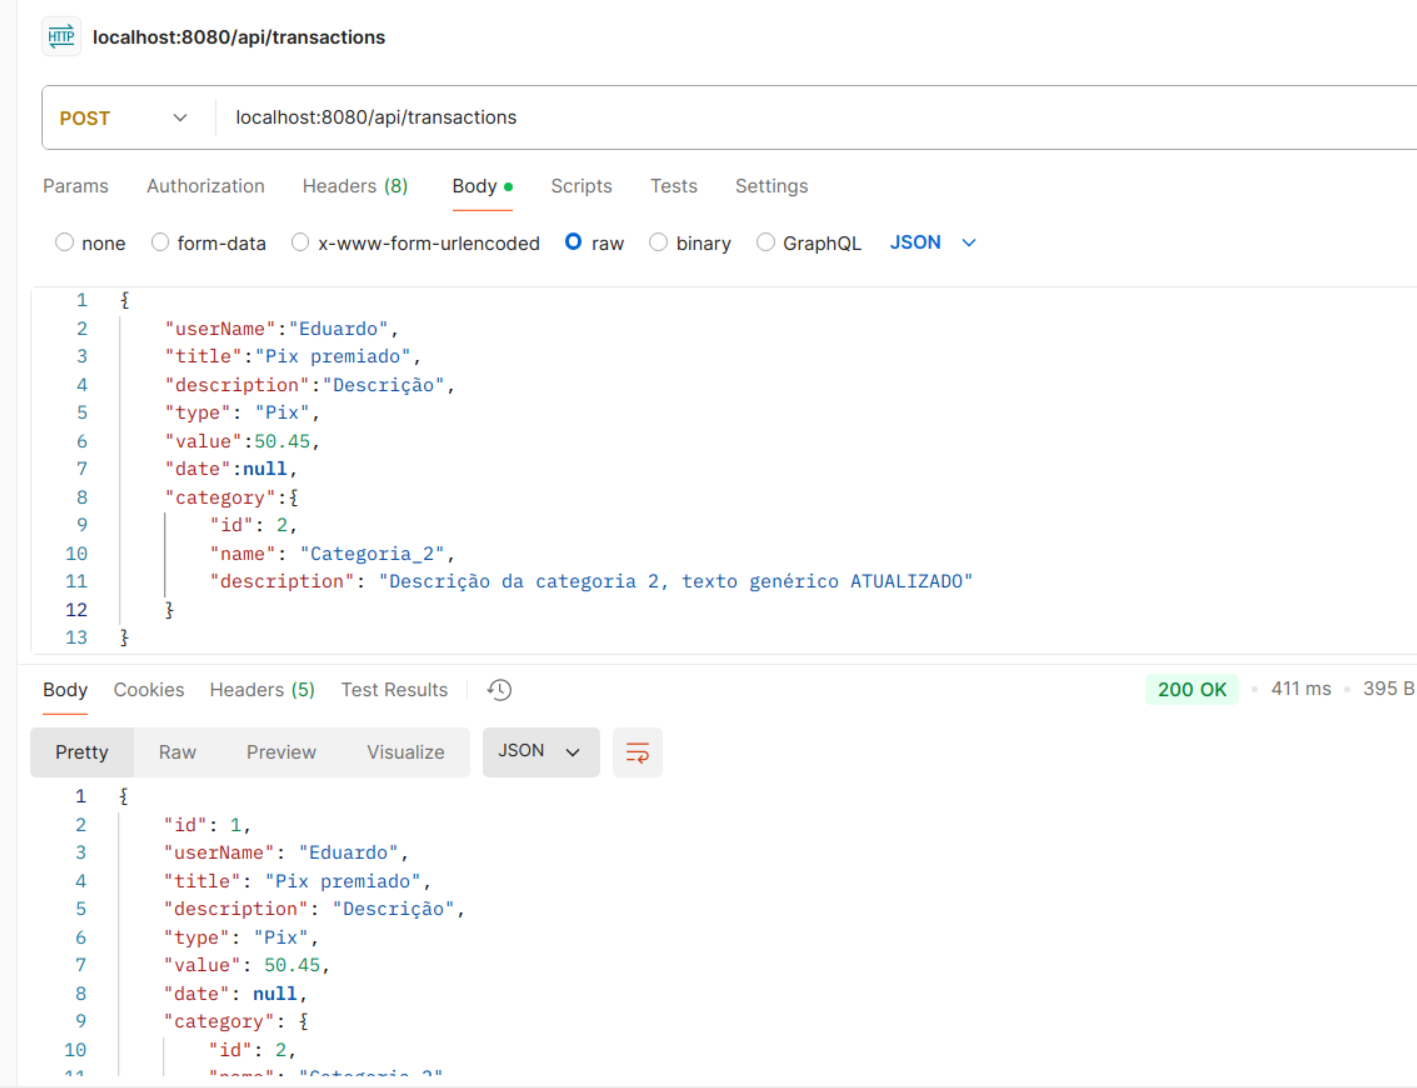 HTTP localhost:8080/api/transactions
POST localhost:8080/api/transactions
Params Authorization Headers (8) Body Scripts Tests Settings
none form-data x-www-form-urlencoded raw binary GraphQL JSON
1 {
2 "userName":"Eduardo",
3 "title":"Pix premiado",
4 "description":"Descrição",
5 "type": "Pix",
6 "value":50.45,
7 "date":null,
8 "category":{
9 "id": 2,
10 "name": "Categoria_2",
11 "description": "Descrição da categoria 2, texto genérico ATUALIZADO"
12 }
13 }
Body Cookies Headers (5) Test Results 200 OK 411 ms 395 B
Pretty Raw Preview Visualize JSON
1 {
2 "id": 1,
3 "userName": "Eduardo",
4 "title": "Pix premiado",
5 "description": "Descrição",
6 "type": "Pix",
7 "value": 50.45,
8 "date": null,
9 "category": {
10 "id": 2,
11 "name": "Categoria_2"